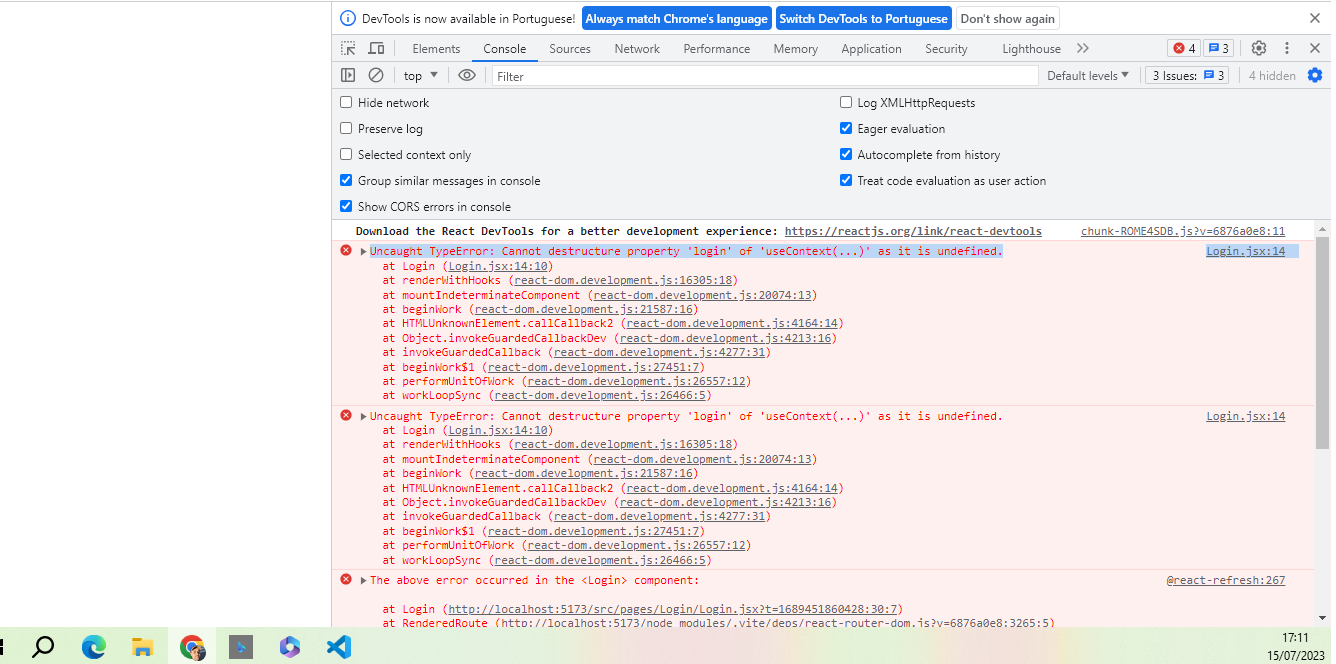 DevTools is now available in Portuguese! Always match Chrome's language Switch DevTools to Portuguese Don't show again
Elements Console Sources Network Performance Memory Application Security Lighthouse 4 3
top Filter Default levels 3 Issues: 3 4 hidden
Hide network Log XMLHttpRequests
Preserve log Eager evaluation
Selected context only Autocomplete from history
Group similar messages in console Treat code evaluation as user action
Show CORS errors in console
Download the React DevTools for a better development experience: https://reactjs.org/link/react-devtools chunk-ROME4SDB.js?v=6876a0e8:11
Uncaught TypeError: Cannot destructure property 'login' of 'useContext(...)' as it is undefined. Login.jsx:14
at Login (Login.jsx:14:10)
at renderWithHooks (react-dom.development.js:16305:18)
at mountIndeterminateComponent (react-dom.development.js:20074:13)
at beginWork (react-dom.development.js:21587:16)
at HTMLUnknownElement.callCallback2 (react-dom.development.js:4164:14)
at Object.invokeGuardedCallbackDev (react-dom.development.js:4213:16)
at invokeGuardedCallback (react-dom.development.js:4277:31)
at beginWork$1 (react-dom.development.js:27451:7)
at performUnitOfWork (react-dom.development.js:26557:12)
at workLoopSync (react-dom.development.js:26466:5)
Uncaught TypeError: Cannot destructure property 'login' of 'useContext(...)' as it is undefined. Login.jsx:14
at Login (Login.jsx:14:10)
at renderWithHooks (react-dom.development.js:16305:18)
at mountIndeterminateComponent (react-dom.development.js:20074:13)
at beginWork (react-dom.development.js:21587:16)
at HTMLUnknownElement.callCallback2 (react-dom.development.js:4164:14)
at Object.invokeGuardedCallbackDev (react-dom.development.js:4213:16)
at invokeGuardedCallback (react-dom.development.js:4277:31)
at beginWork$1 (react-dom.development.js:27451:7)
at performUnitOfWork (react-dom.development.js:26557:12)
at workLoopSync (react-dom.development.js:26466:5)
The above error occurred in the <Login> component: @react-refresh:267
at Login (http://localhost:5173/src/pages/Login/Login.jsx?t=1689451860428:30:7)
at RenderedRoute (http://localhost:5173/node_modules/.vite/deps/react-router-dom.js?v=6876a0e8:3265:5)
17:11
15/07/2023